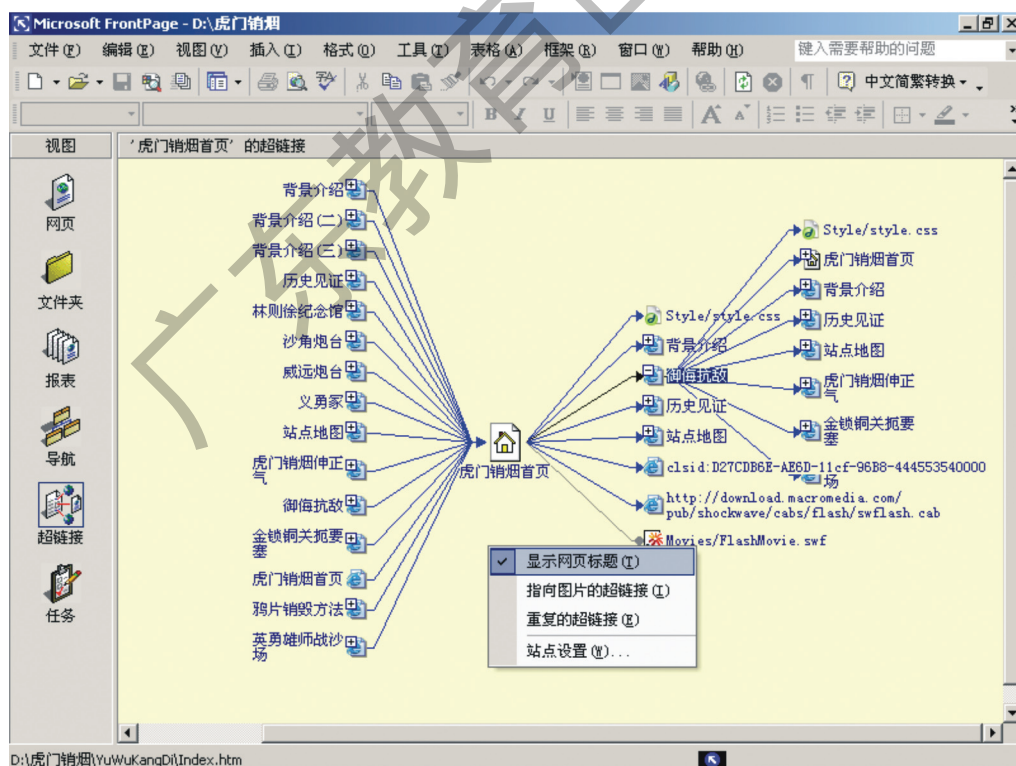 Microsoft FrontPage - D:\虎门销烟
文件(F) 编辑(E) 视图(V) 插入(I) 格式(O) 工具(T) 表格(A) 框架(R) 窗口(W) 帮助(H) 键入需要帮助的问题
中文简繁转换
B I U A A
视图
'虎门销烟首页' 的超链接
网页
文件夹
报表
导航
超链接
任务
背景介绍
背景介绍(二)
背景介绍(三)
历史见证
林则徐纪念馆
沙角炮台
威远炮台
义勇冢
站点地图
虎门销烟伸正
气
御侮抗敌
金锁铜关扼要
塞
虎门销烟首页
鸦片销毁方法
英勇雄师战沙
场
虎门销烟首页
Style/style.css
背景介绍
御侮抗敌
历史见证
站点地图
clsid:D27CDB6E-AE6D-11cf-96B8-444553540000
http://download.macromedia.com/
pub/shockwave/cabs/flash/swflash.cab
Movies/FlashMovie.swf
Style/style.css
虎门销烟首页
背景介绍
历史见证
站点地图
虎门销烟伸正
气
金锁铜关扼要
塞
场
显示网页标题(T)
指向图片的超链接(I)
重复的超链接(R)
站点设置(W)...
D:\虎门销烟\YuWuKangDi\Index.htm
广东教育